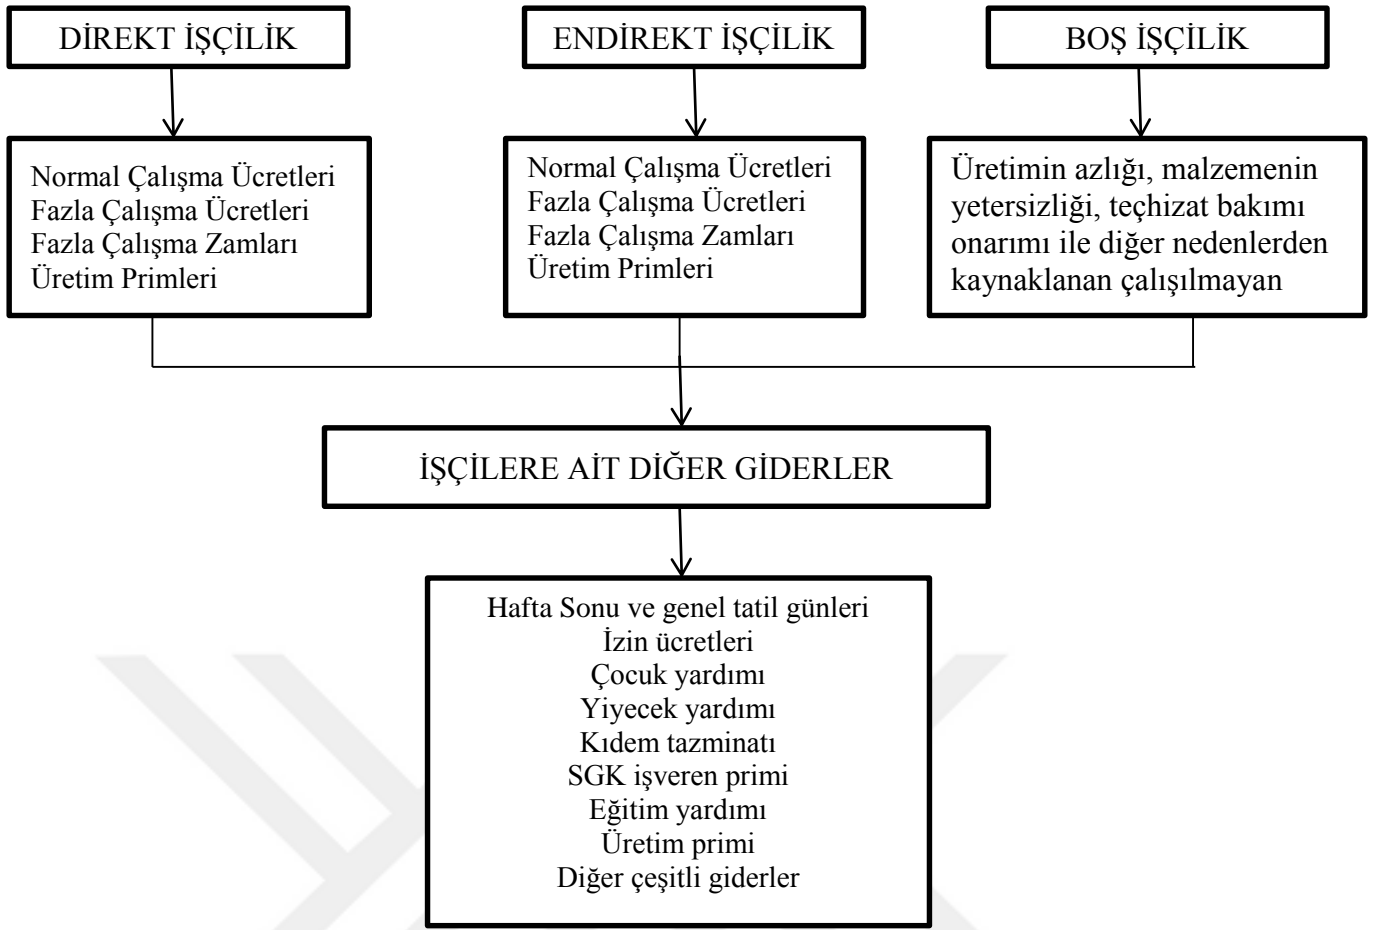 DİREKT İŞÇİLİK
ENDİREKT İŞÇİLİK
BOŞ İŞÇİLİK
Normal Çalışma Ücretleri
Fazla Çalışma Ücretleri
Fazla Çalışma Zamları
Üretim Primleri
Normal Çalışma Ücretleri
Fazla Çalışma Ücretleri
Fazla Çalışma Zamları
Üretim Primleri
Üretimin azlığı, malzemenin
yetersizliği, teçhizat bakımı
onarımı ile diğer nedenlerden
kaynaklanan çalışılmayan
İŞÇİLERE AİT DİĞER GİDERLER
Hafta Sonu ve genel tatil günleri
İzin ücretleri
Çocuk yardımı
Yiyecek yardımı
Kıdem tazminatı
SGK işveren primi
Eğitim yardımı
Üretim primi
Diğer çeşitli giderler